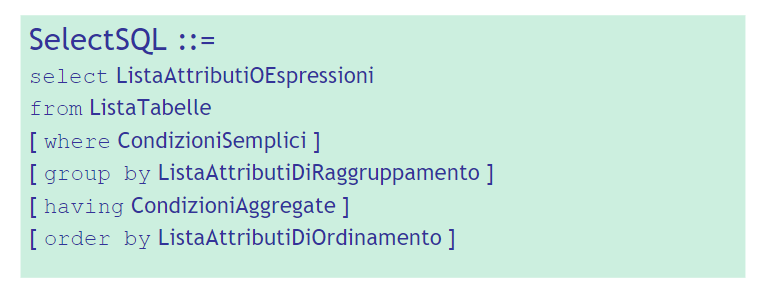 SelectSQL ::=
select ListaAttributiOEspressioni
from ListaTabelle
[ where CondizioniSemplici ]
[ group by ListaAttributiDiRaggruppamento ]
[ having CondizioniAggregate ]
[ order by ListaAttributiDiOrdinamento ]